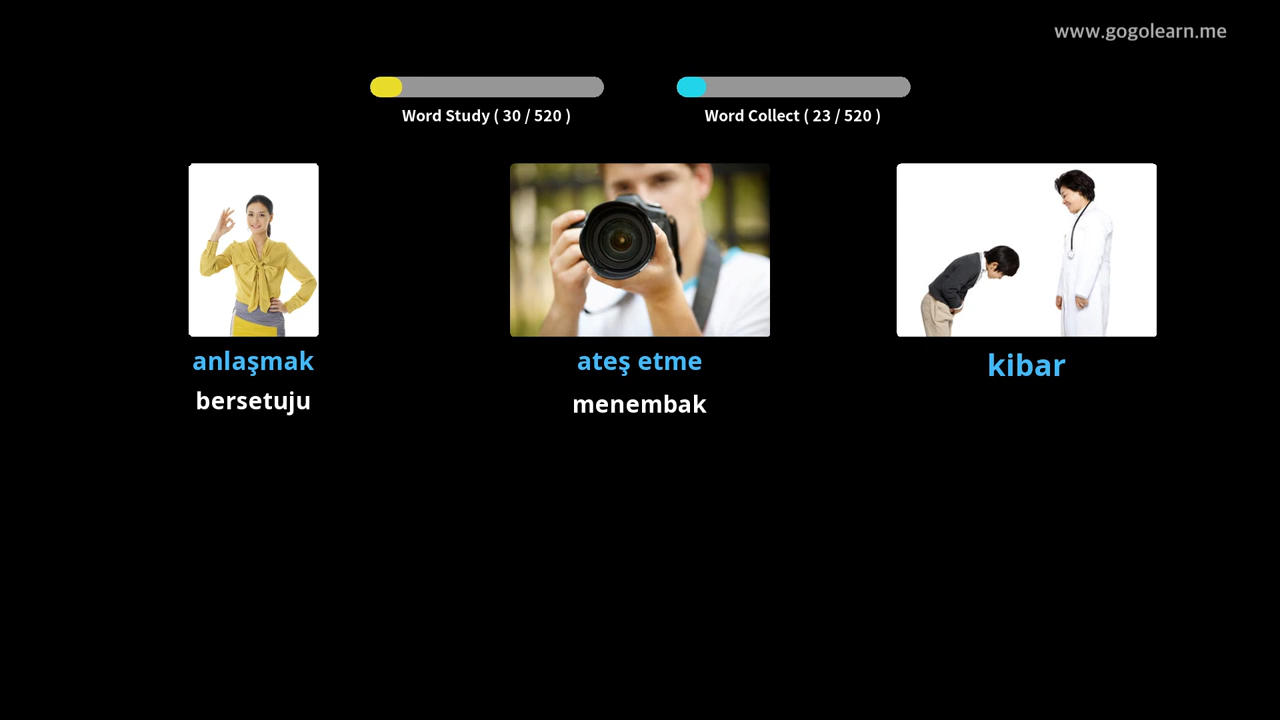 www.gogolearn.me
Word Study ( 30 / 520 )
Word Collect ( 23 / 520 )
anlaşmak
bersetuju
ateş etme
menembak
kibar